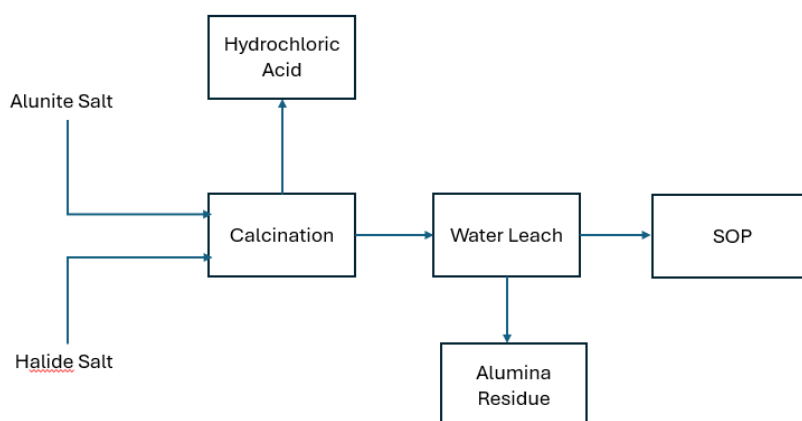 Hydrochloric
Acid
Alunite Salt
Calcination
Water Leach
SOP
Halide Salt
Alumina
Residue